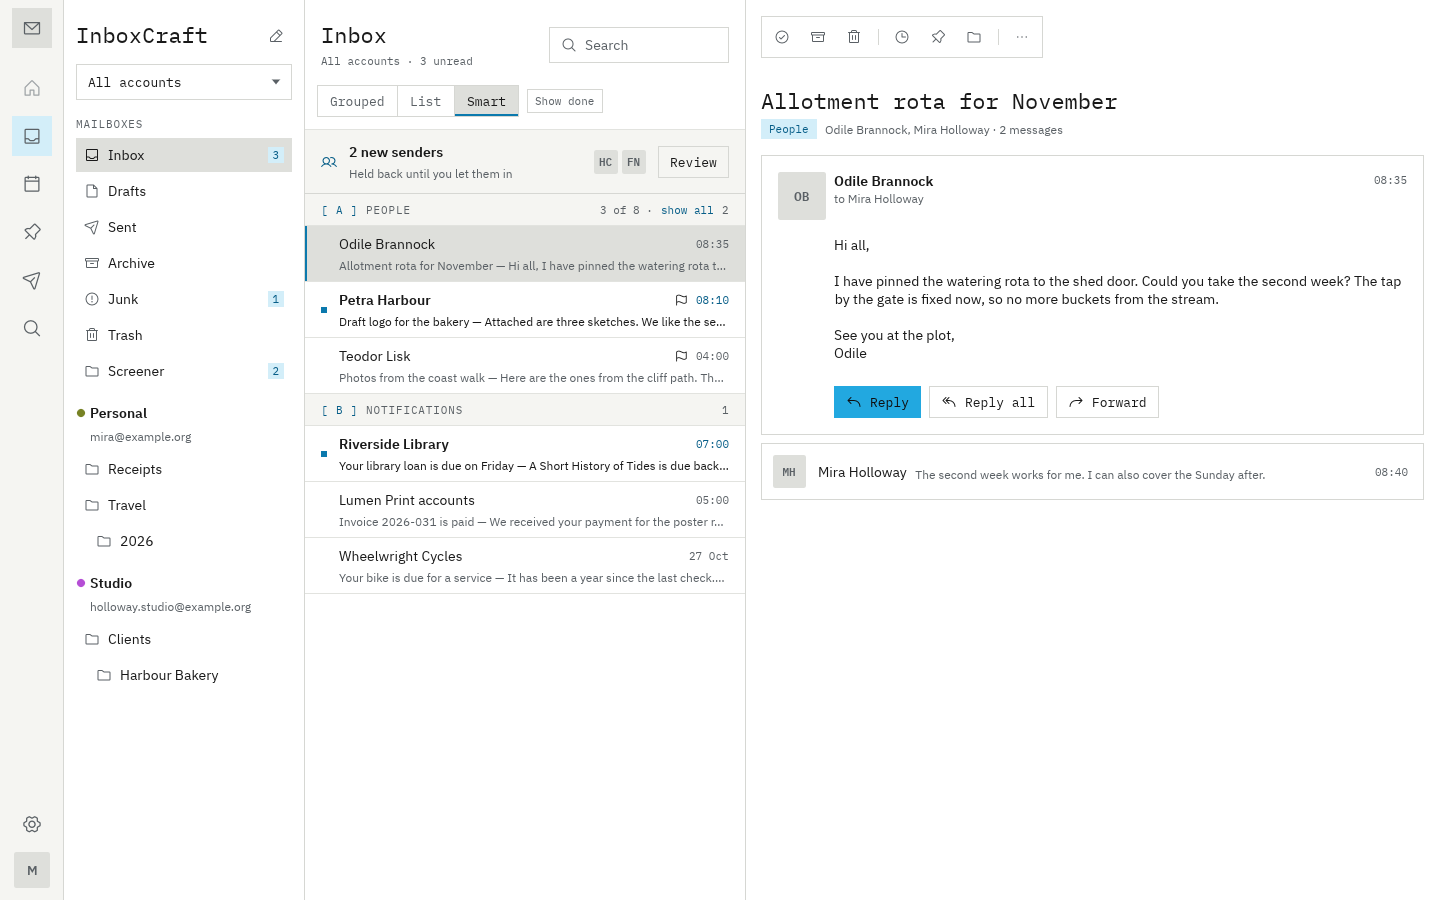 InboxCraft
All accounts
MAILBOXES
Inbox 3
Drafts
Sent
Archive
Junk 1
Trash
Screener 2
Personal
mira@example.org
Receipts
Travel
2026
Studio
holloway.studio@example.org
Clients
Harbour Bakery
M
Inbox
All accounts · 3 unread
Search
Grouped List Smart Show done
2 new senders
Held back until you let them in
HC FN Review
[ A ] PEOPLE 3 of 8 · show all 2
Odile Brannock 08:35
Allotment rota for November — Hi all, I have pinned the watering rota t…
Petra Harbour 08:10
Draft logo for the bakery — Attached are three sketches. We like the se…
Teodor Lisk 04:00
Photos from the coast walk — Here are the ones from the cliff path. Th…
[ B ] NOTIFICATIONS 1
Riverside Library 07:00
Your library loan is due on Friday — A Short History of Tides is due back…
Lumen Print accounts 05:00
Invoice 2026-031 is paid — We received your payment for the poster r…
Wheelwright Cycles 27 Oct
Your bike is due for a service — It has been a year since the last check.…
Allotment rota for November
People Odile Brannock, Mira Holloway · 2 messages
OB
Odile Brannock 08:35
to Mira Holloway
Hi all,
I have pinned the watering rota to the shed door. Could you take the second week? The tap
by the gate is fixed now, so no more buckets from the stream.
See you at the plot,
Odile
Reply Reply all Forward
MH Mira Holloway The second week works for me. I can also cover the Sunday after. 08:40